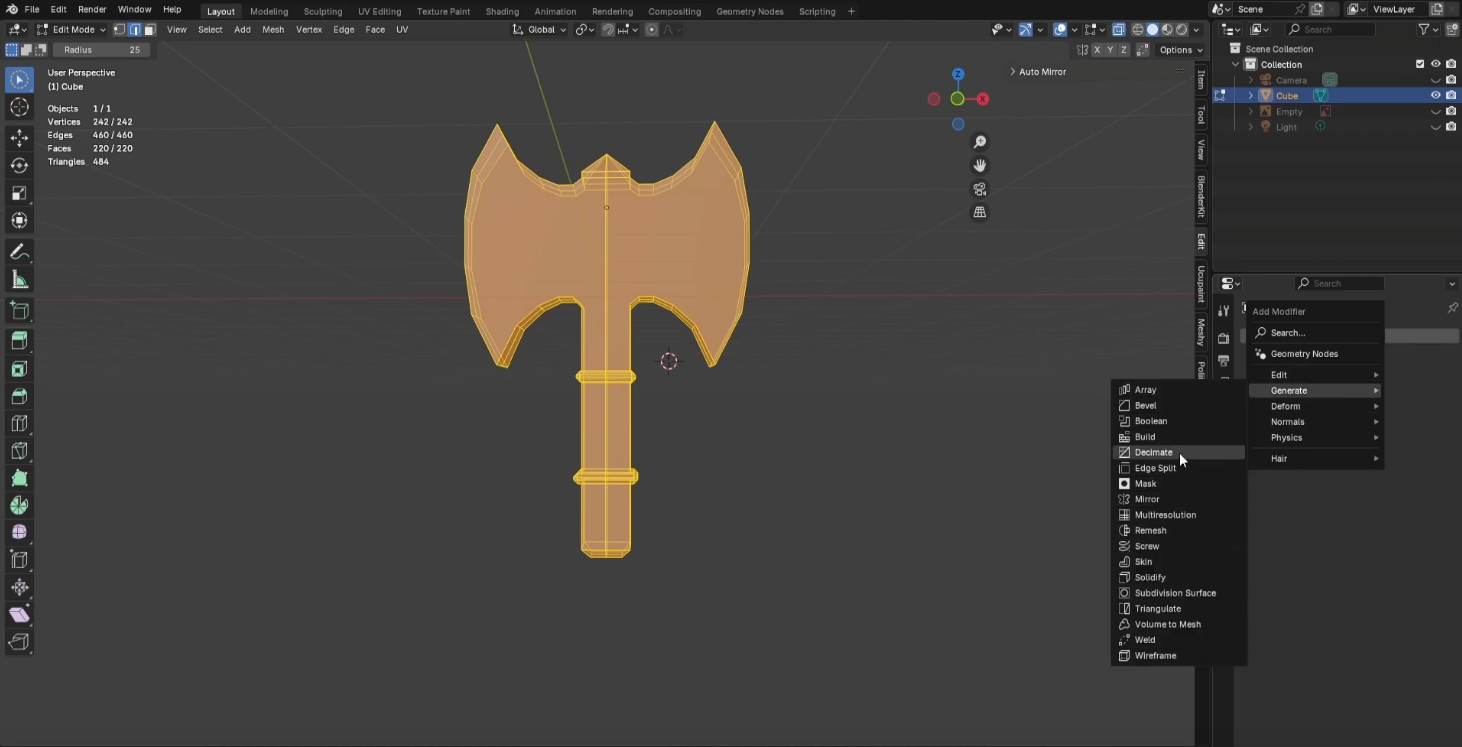 File Edit Render Window Help Layout Modeling Sculpting UV Editing Texture Paint Shading Animation Rendering Compositing Geometry Nodes Scripting + Scene ViewLayer
Edit Mode View Select Add Mesh Vertex Edge Face UV Global Search
Radius 25 X Y Z Options
Scene Collection
Collection
Camera
Cube
Empty
Light
User Perspective
(1) Cube
Objects 1 / 1
Vertices 242 / 242
Edges 460 / 460
Faces 220 / 220
Triangles 484
Auto Mirror
Z
X
Item
Tool
View
BlenderKit
Edit
Ucupaint
Meshy
Search
Add Modifier
Search...
Geometry Nodes
Edit
Generate
Deform
Normals
Physics
Hair
Array
Bevel
Boolean
Build
Decimate
Edge Split
Mask
Mirror
Multiresolution
Remesh
Screw
Skin
Solidify
Subdivision Surface
Triangulate
Volume to Mesh
Weld
Wireframe